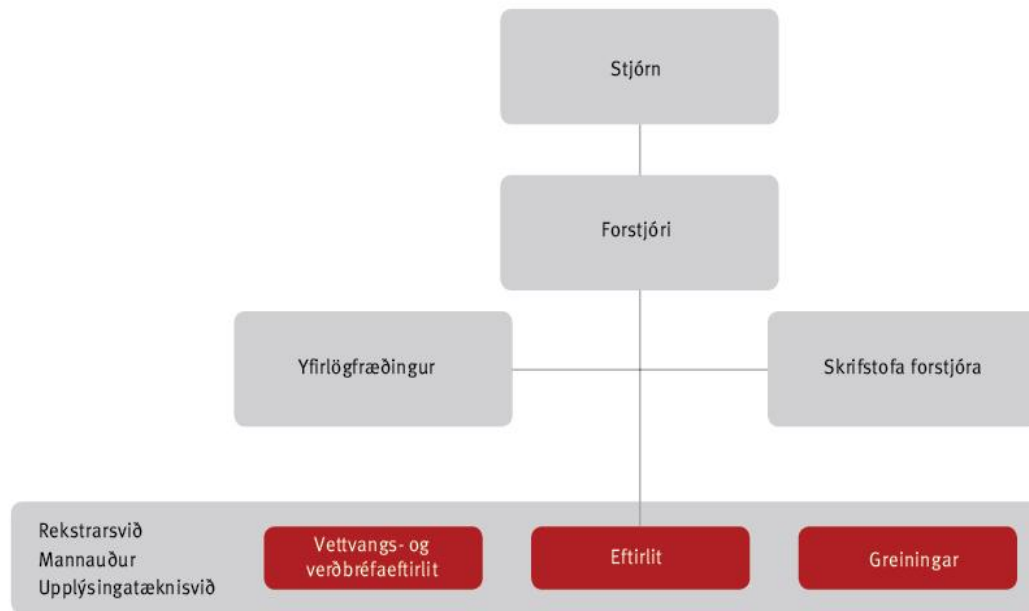 Stjórn
Forstjóri
Yfirlögfræðingur
Skrifstofa forstjóra
Rekstrarsvið
Mannauður
Upplýsingatæknisvið
Vettvangs- og
verðbréfaeftirlit
Eftirlit
Greiningar